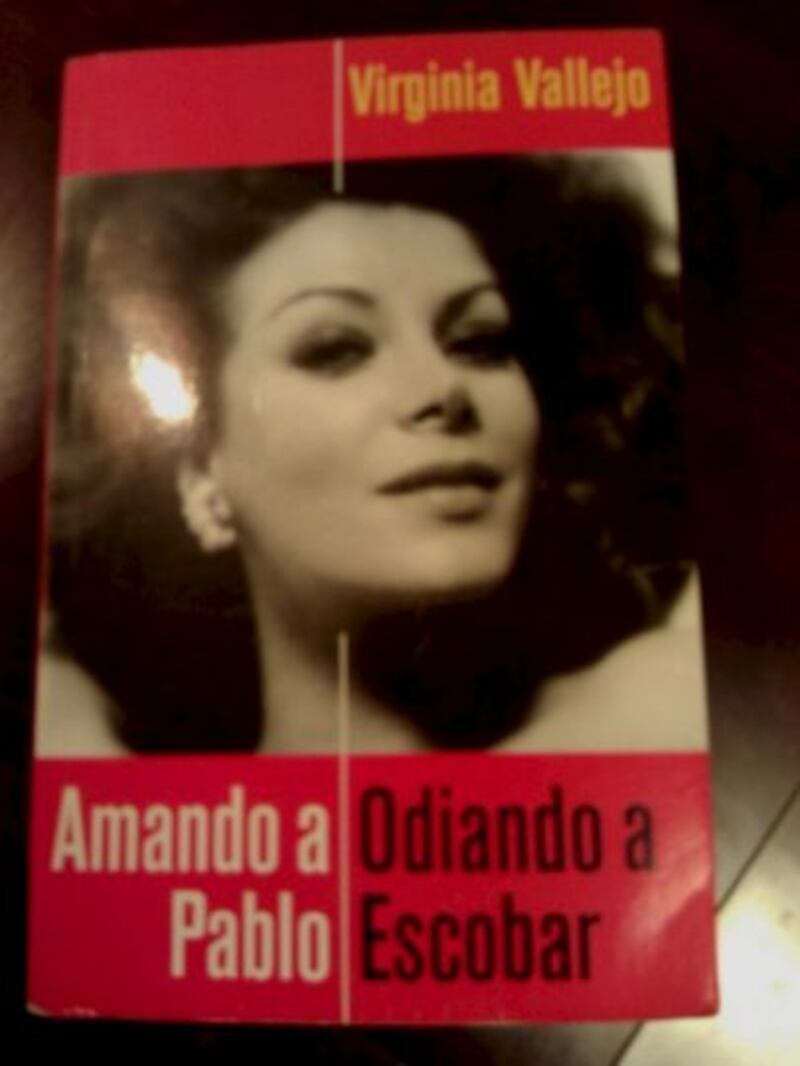 Virginia Vallejo
Amando a
Pablo
Odiando a
Escobar